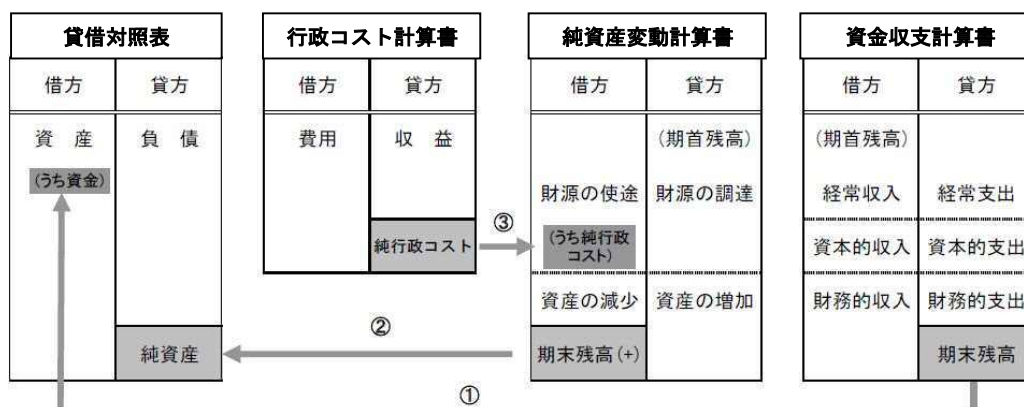 貸借対照表
借方 貸方
資 産 負 債
(うち資金)
純資産
行政コスト計算書
借方 貸方
費用 収 益
純行政コスト
③
純資産変動計算書
借方 貸方
(期首残高)
財源の使途 財源の調達
(うち純行政
コスト)
資産の減少 資産の増加
期末残高(+)
②
①
資金収支計算書
借方 貸方
(期首残高)
経常収入 経常支出
資本的収入 資本的支出
財務的収入 財務的支出
期末残高